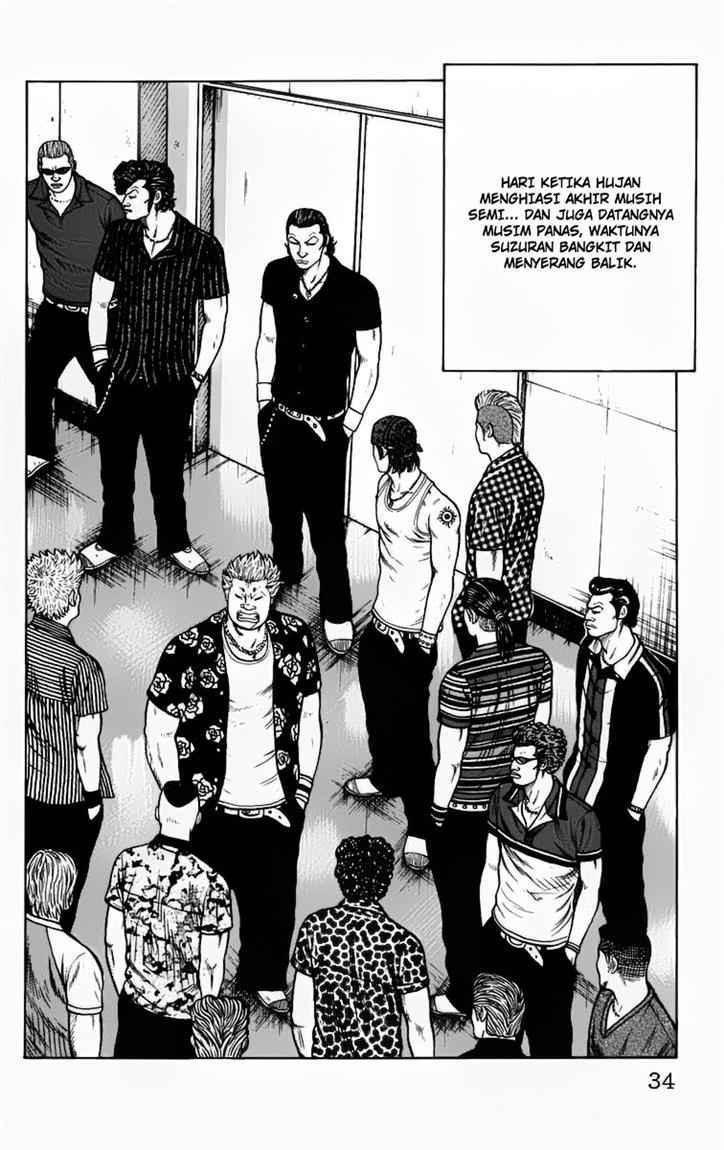 HARI KETIKA HUJAN
MENGHIASI AKHIR MUSIH
SEMI... DAN JUGA DATANGNYA
MUSIM PANAS, WAKTUNYA
SUZURAN BANGKIT DAN
MENYERANG BALIK.
34